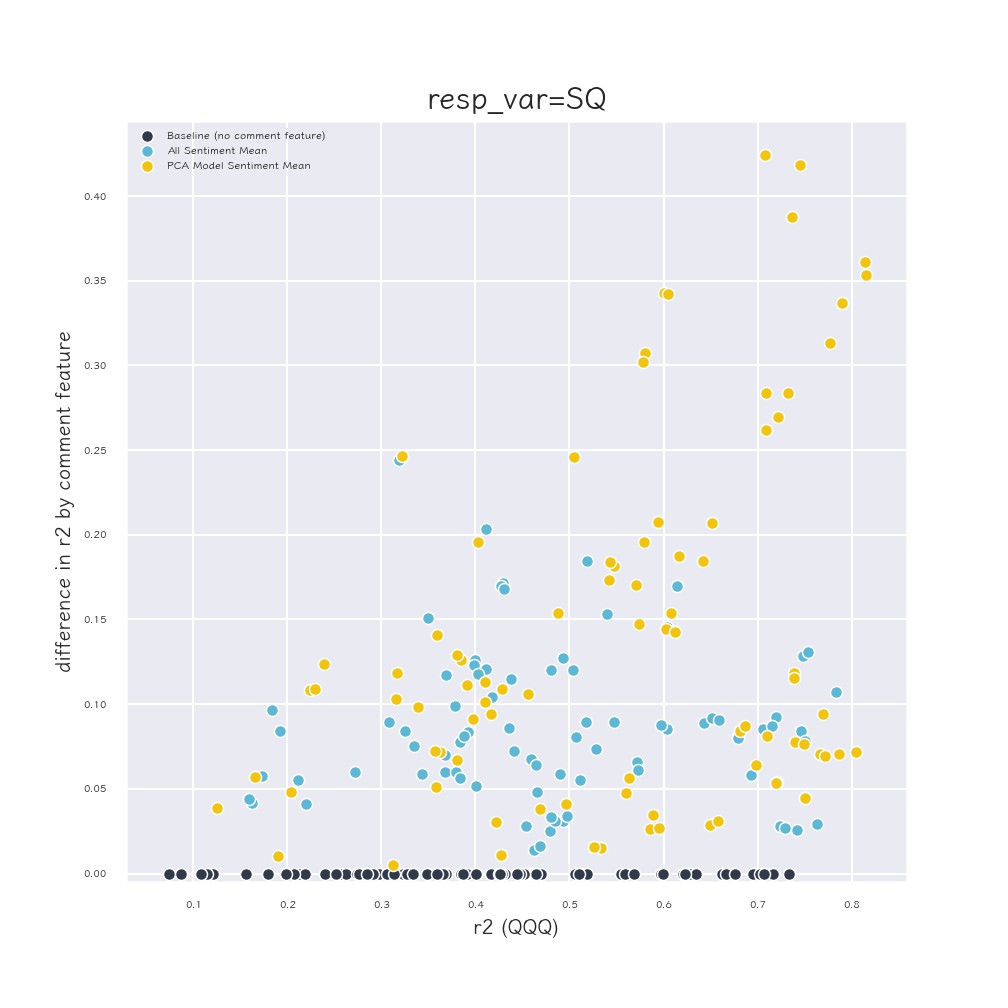 resp_var=SQ
Baseline (no comment feature)
All Sentiment Mean
PCA Model Sentiment Mean
difference in r2 by comment feature
0.40
0.35
0.30
0.25
0.20
0.15
0.10
0.05
0.00
0.1 0.2 0.3 0.4 0.5 0.6 0.7 0.8
r2 (QQQ)